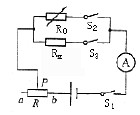 R₀ S₂
Rₓ S₃
A
P
a R b S₁